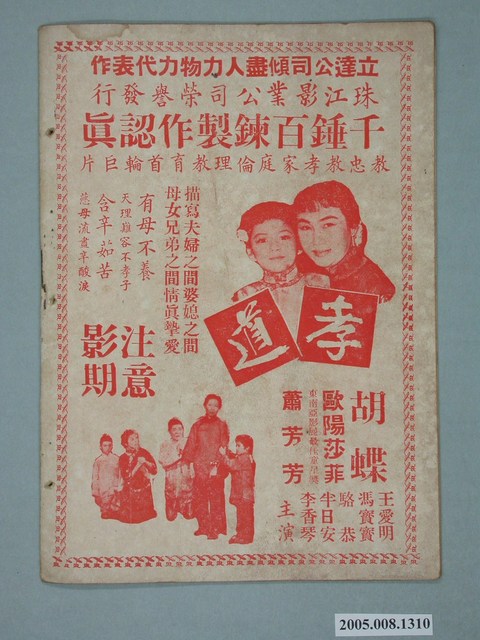 立達公司傾盡人力物力代表作
珠江影業公司榮譽發行
千錘百鍊製作認眞
教忠教孝家庭倫理教育首輪巨片
描寫夫婦之間婆媳之間
母女兄弟之間情眞摯愛
有母不養
天理難容不孝子
含辛茹苦
慈母流盡辛酸淚
孝道
注意
影期
胡蝶
歐陽莎菲
蕭芳芳
王愛明
馮寶寶
駱恭
半日安
李香琴
主演
2005.008.1310